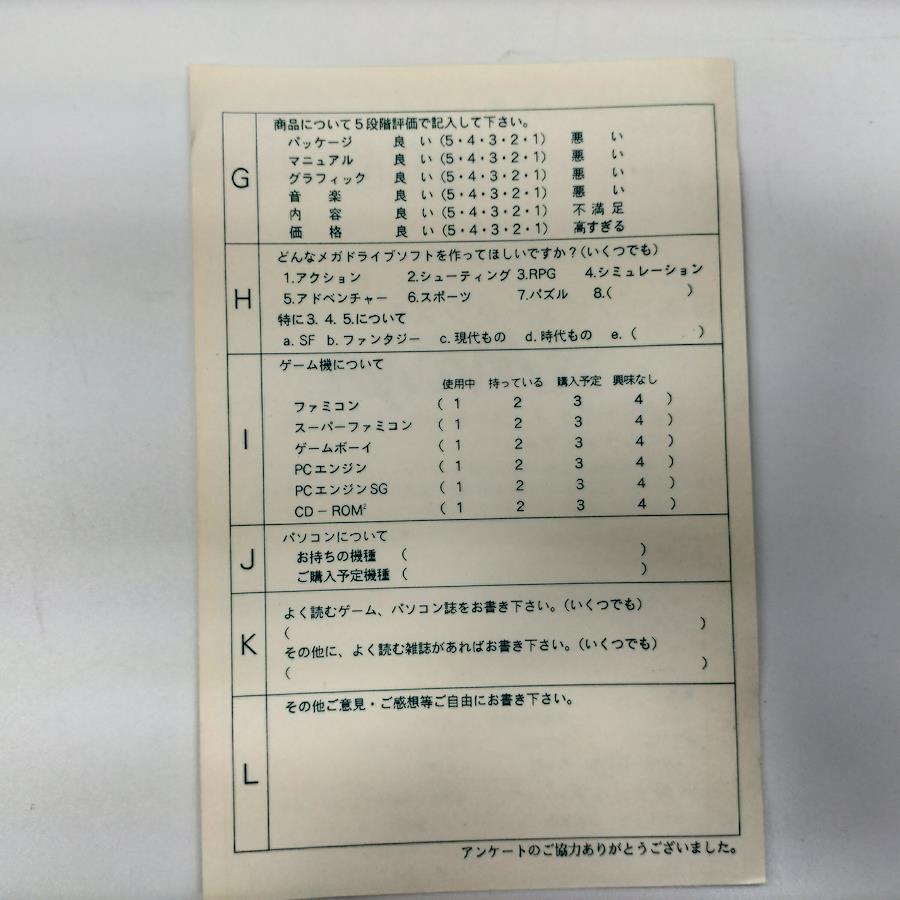 G
商品について5段階評価で記入して下さい。
パッケージ 良い(5・4・3・2・1) 悪い
マニュアル 良い(5・4・3・2・1) 悪い
グラフィック 良い(5・4・3・2・1) 悪い
音楽 良い(5・4・3・2・1) 悪い
内容 良い(5・4・3・2・1) 不満足
価格 良い(5・4・3・2・1) 高すぎる
H
どんなメガドライブソフトを作ってほしいですか?(いくつでも)
1.アクション 2.シューティング 3.RPG 4.シミュレーション
5.アドベンチャー 6.スポーツ 7.パズル 8.( )
特に3. 4. 5.について
a. SF b. ファンタジー c. 現代もの d. 時代もの e. ( )
I
ゲーム機について
使用中 持っている 購入予定 興味なし
ファミコン ( 1 2 3 4 )
スーパーファミコン ( 1 2 3 4 )
ゲームボーイ ( 1 2 3 4 )
PCエンジン ( 1 2 3 4 )
PCエンジンSG ( 1 2 3 4 )
CD－ROM² ( 1 2 3 4 )
J
パソコンについて
お持ちの機種 ( )
ご購入予定機種 ( )
K
よく読むゲーム、パソコン誌をお書き下さい。(いくつでも)
( )
その他に、よく読む雑誌があればお書き下さい。(いくつでも)
( )
L
その他ご意見・ご感想等ご自由にお書き下さい。
アンケートのご協力ありがとうございました。